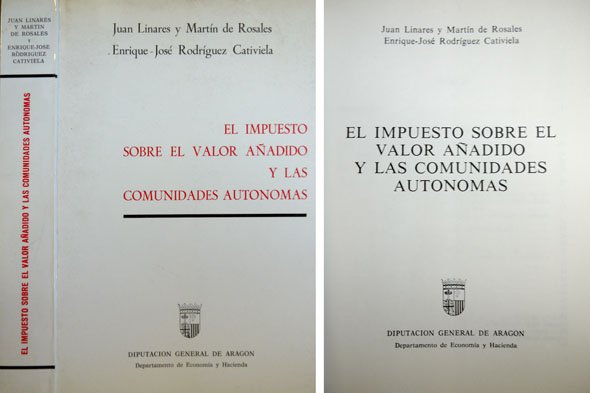 JUAN LINARES
Y MARTIN
DE ROSALES
Y
ENRIQUE-JOSE
RODRIGUEZ
CATIVIELA
EL IMPUESTO SOBRE EL VALOR AÑADIDO Y LAS COMUNIDADES AUTONOMAS
Juan Linares y Martín de Rosales
Enrique-José Rodríguez Cativiela
EL IMPUESTO
SOBRE EL VALOR AÑADIDO
Y LAS
COMUNIDADES AUTONOMAS
DIPUTACION GENERAL DE ARAGON
Departamento de Economía y Hacienda
Juan Linares y Martín de Rosales
Enrique-José Rodríguez Cativiela
EL IMPUESTO SOBRE EL
VALOR AÑADIDO
Y LAS COMUNIDADES
AUTONOMAS
DIPUTACION GENERAL DE ARAGON
Departamento de Economía y Hacienda